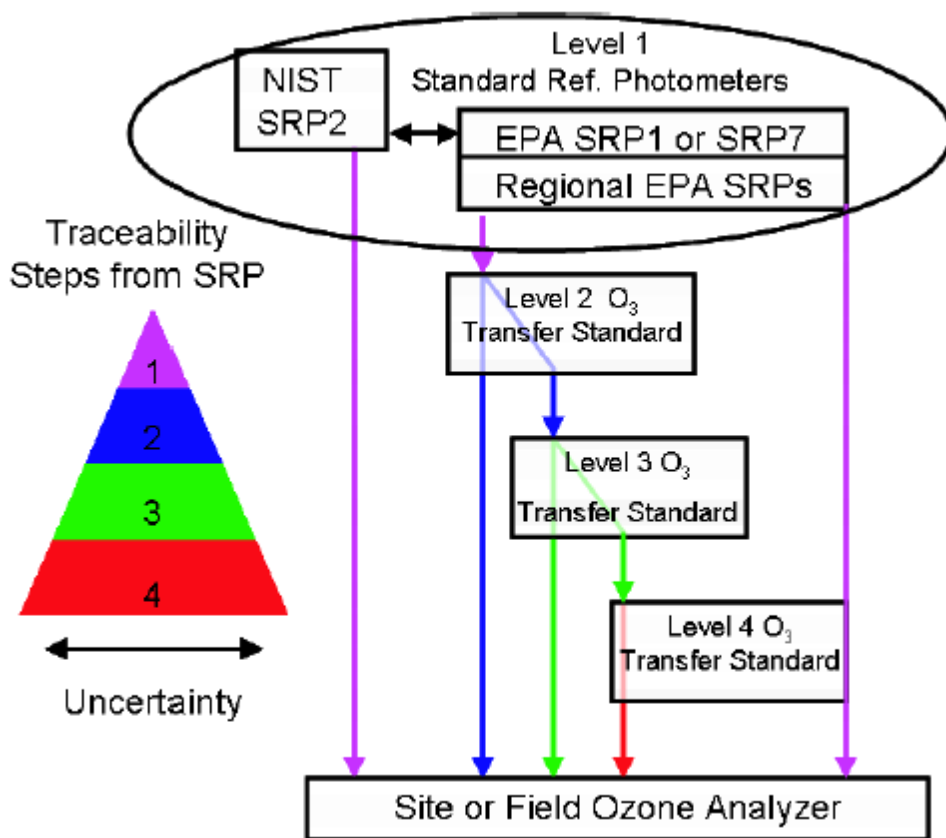 Level 1
Standard Ref. Photometers
NIST
SRP2
EPA SRP1 or SRP7
Regional EPA SRPs
Traceability
Steps from SRP
1
2
3
4
Uncertainty
Level 2 O₃
Transfer Standard
Level 3 O₃
Transfer Standard
Level 4 O₃
Transfer Standard
Site or Field Ozone Analyzer